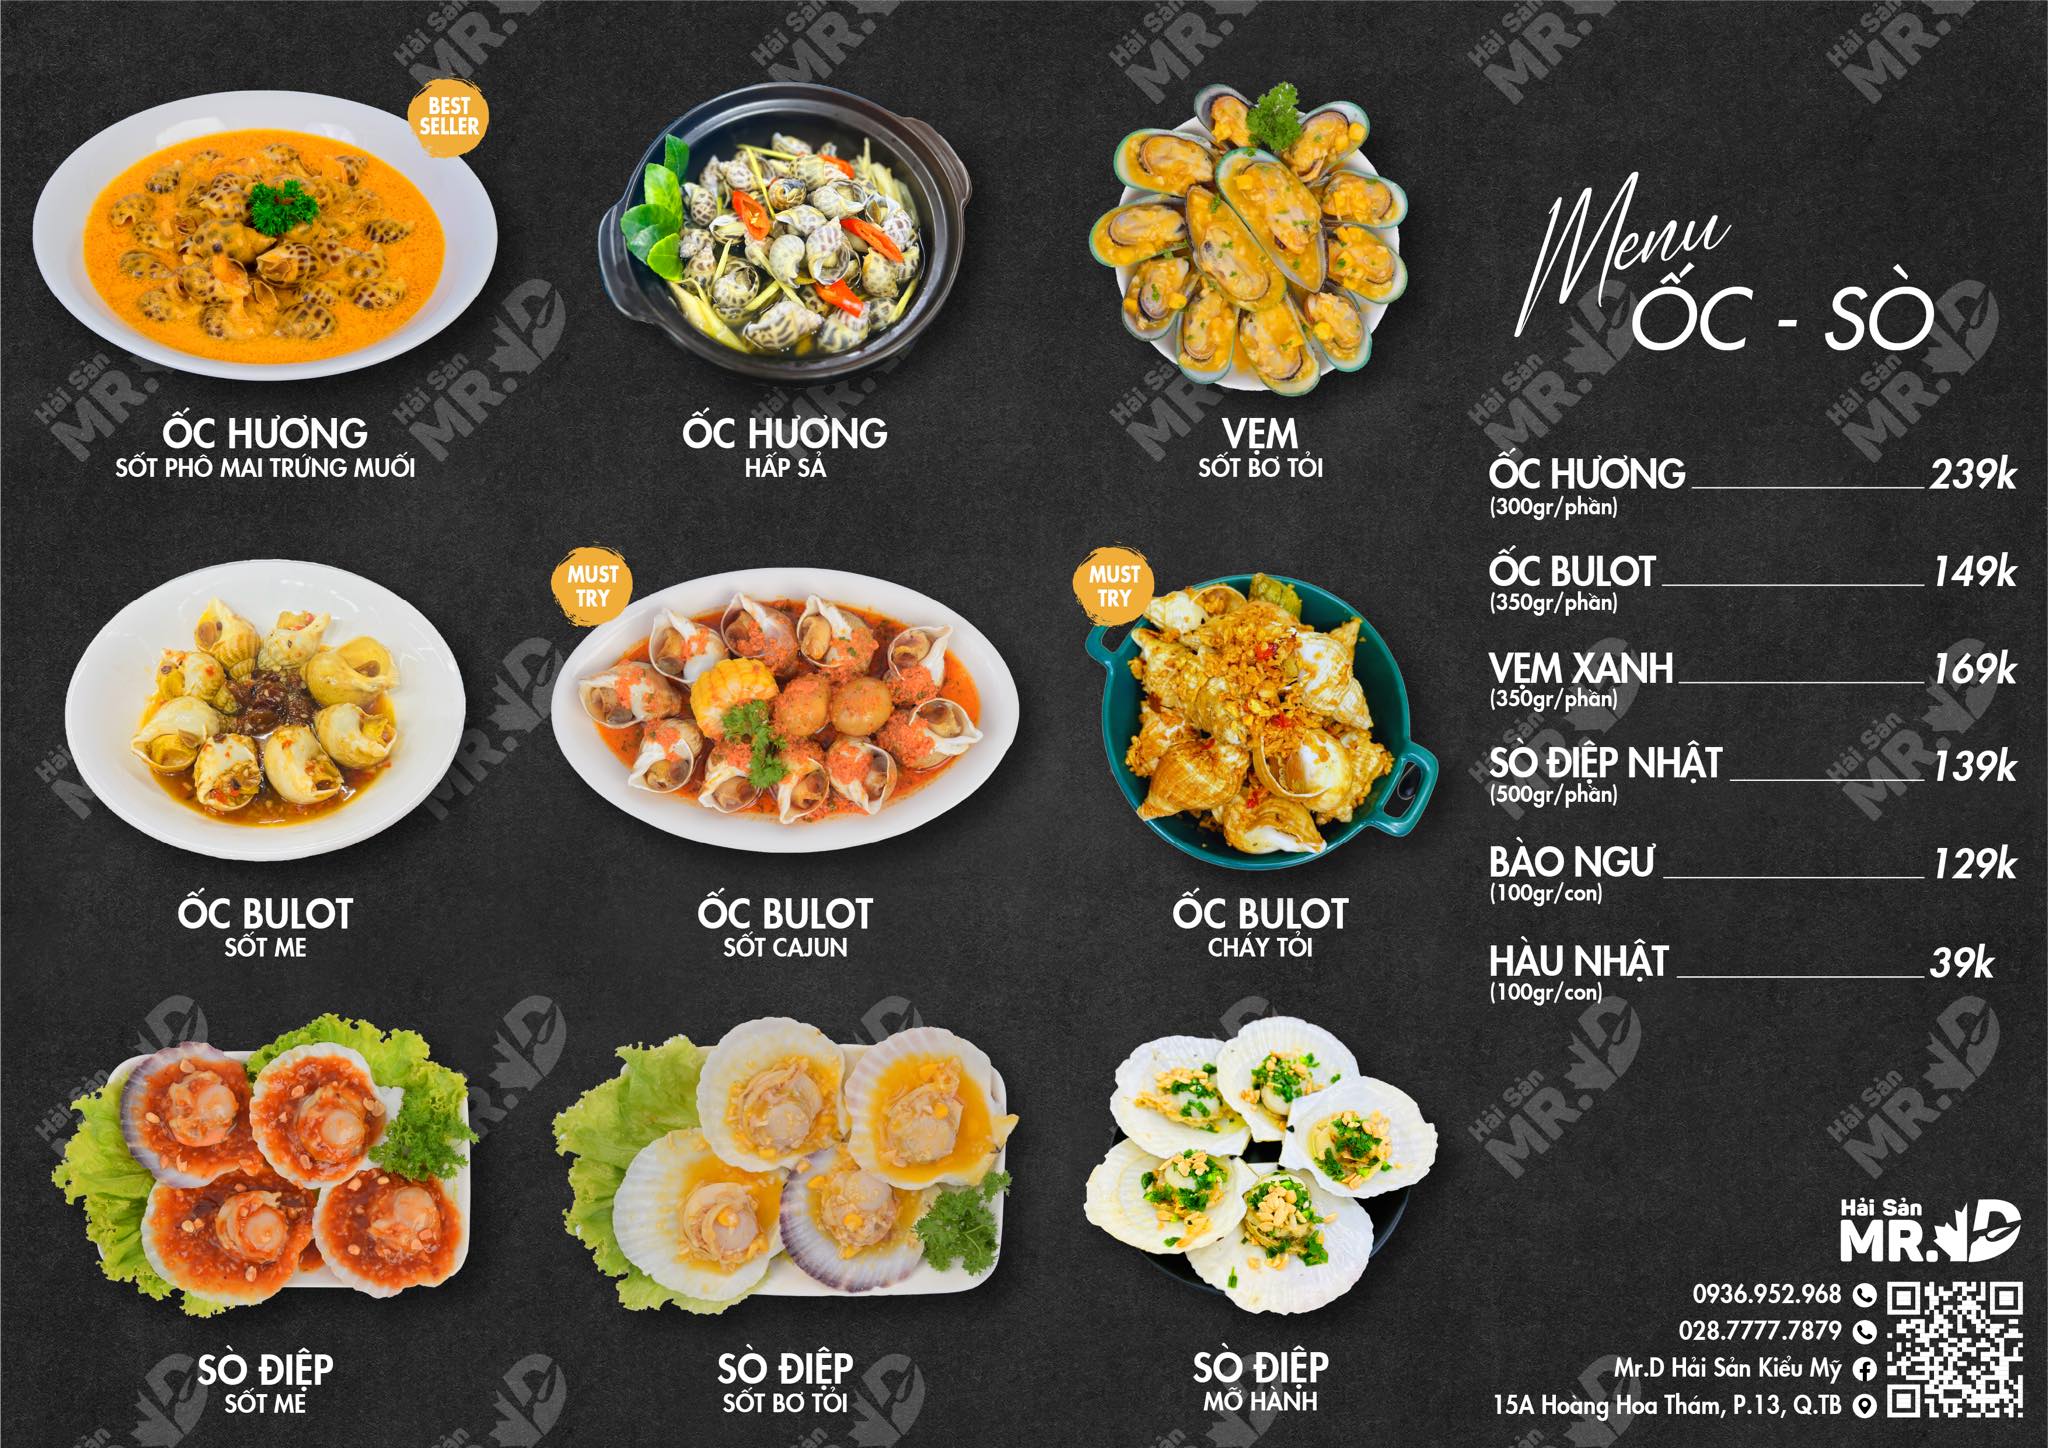 BEST
SELLER
ỐC HƯƠNG
SỐT PHÔ MAI TRỨNG MUỐI
ỐC HƯƠNG
HẤP SẢ
VẸM
SỐT BƠ TỎI
MUST
TRY
MUST
TRY
ỐC BULOT
SỐT ME
ỐC BULOT
SỐT CAJUN
ỐC BULOT
CHÁY TỎI
SÒ ĐIỆP
SỐT ME
SÒ ĐIỆP
SỐT BƠ TỎI
SÒ ĐIỆP
MỠ HÀNH
Menu
ỐC - SÒ
ỐC HƯƠNG 239k
(300gr/phần)
ỐC BULOT 149k
(350gr/phần)
VẸM XANH 169k
(350gr/phần)
SÒ ĐIỆP NHẬT 139k
(500gr/phần)
BÀO NGƯ 129k
(100gr/con)
HÀU NHẬT 39k
(100gr/con)
Hải Sản
MR.D
0936.952.968
028.7777.7879
Mr.D Hải Sản Kiểu Mỹ
15A Hoàng Hoa Thám, P.13, Q.TB